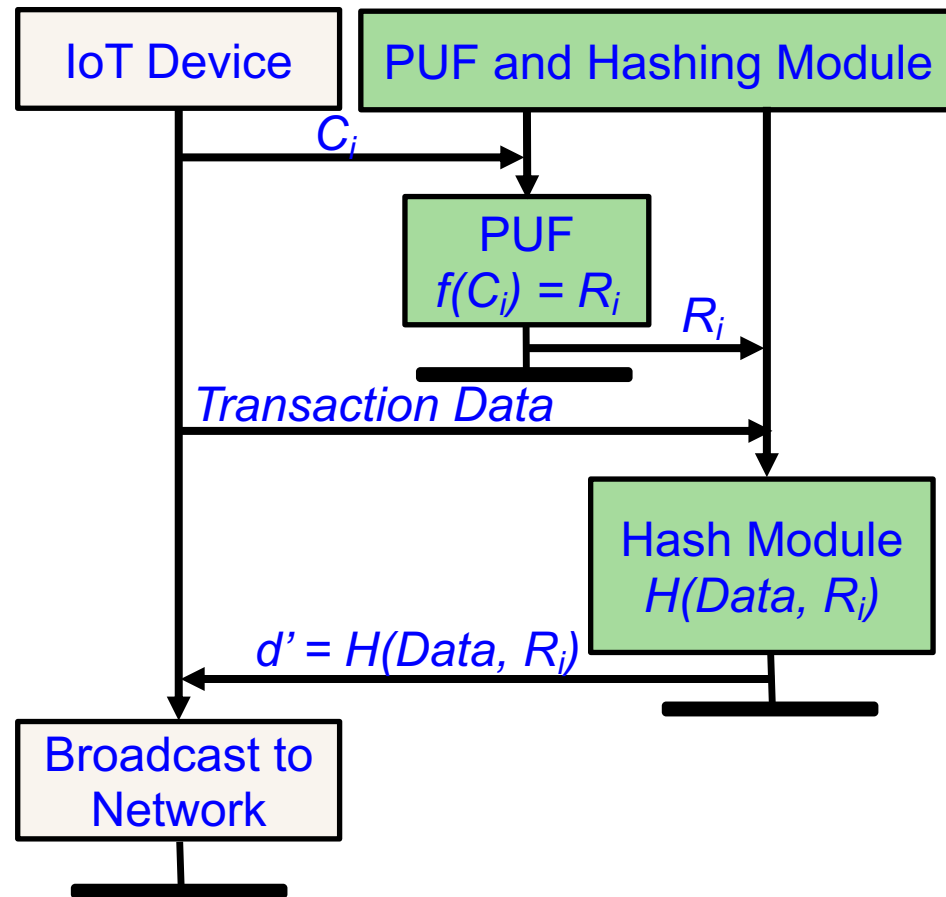 IoT Device
PUF and Hashing Module
Cᵢ
PUF
f(Cᵢ) = Rᵢ
Rᵢ
Transaction Data
Hash Module
H(Data, Rᵢ)
d’ = H(Data, Rᵢ)
Broadcast to
Network